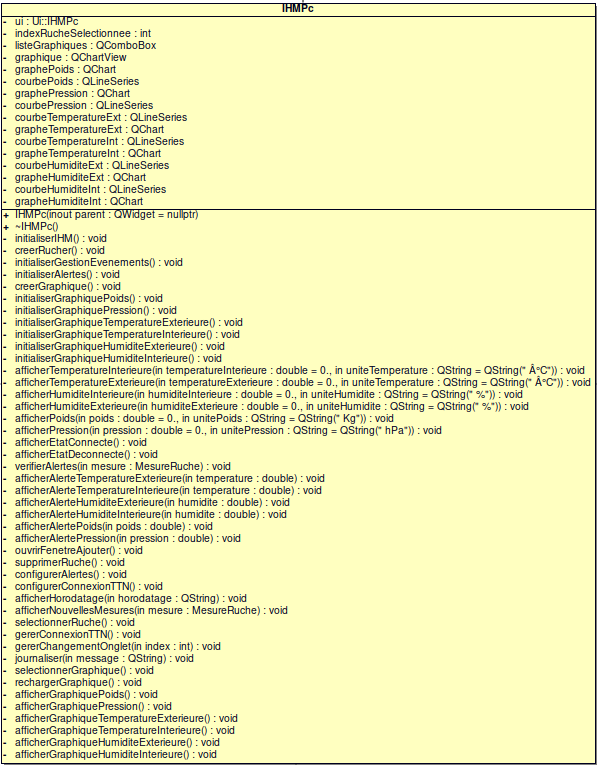 IHMPc
- ui : Ui::IHMPc
- indexRucheSelectionnee : int
- listeGraphiques : QComboBox
- graphique : QChartView
- graphePoids : QChart
- courbePoids : QLineSeries
- graphePression : QChart
- courbePression : QLineSeries
- courbeTemperatureExt : QLineSeries
- grapheTemperatureExt : QChart
- courbeTemperatureInt : QLineSeries
- grapheTemperatureInt : QChart
- courbeHumiditeExt : QLineSeries
- grapheHumiditeExt : QChart
- courbeHumiditeInt : QLineSeries
- grapheHumiditeInt : QChart
+ IHMPc(inout parent : QWidget = nullptr)
+ ~IHMPc()
- initialiserIHM() : void
- creerRucher() : void
- initialiserGestionEvenements() : void
- initialiserAlertes() : void
- creerGraphique() : void
- initialiserGraphiquePoids() : void
- initialiserGraphiquePression() : void
- initialiserGraphiqueTemperatureExterieure() : void
- initialiserGraphiqueTemperatureInterieure() : void
- initialiserGraphiqueHumiditeExterieure() : void
- initialiserGraphiqueHumiditeInterieure() : void
- afficherTemperatureInterieure(in temperatureInterieure : double = 0., in uniteTemperature : QString = QString(" Â°C")) : void
- afficherTemperatureExterieure(in temperatureExterieure : double = 0., in uniteTemperature : QString = QString(" Â°C")) : void
- afficherHumiditeInterieure(in humiditeInterieure : double = 0., in uniteHumidite : QString = QString(" %")) : void
- afficherHumiditeExterieure(in humiditeExterieure : double = 0., in uniteHumidite : QString = QString(" %")) : void
- afficherPoids(in poids : double = 0., in unitePoids : QString = QString(" Kg")) : void
- afficherPression(in pression : double = 0., in unitePression : QString = QString(" hPa")) : void
- afficherEtatConnecte() : void
- afficherEtatDeconnecte() : void
- verifierAlertes(in mesure : MesureRuche) : void
- afficherAlerteTemperatureExterieure(in temperature : double) : void
- afficherAlerteTemperatureInterieure(in temperature : double) : void
- afficherAlerteHumiditeExterieure(in humidite : double) : void
- afficherAlerteHumiditeInterieure(in humidite : double) : void
- afficherAlertePoids(in poids : double) : void
- afficherAlertePression(in pression : double) : void
- ouvrirFenetreAjouter() : void
- supprimerRuche() : void
- configurerAlertes() : void
- configurerConnexionTTN() : void
- afficherHorodatage(in horodatage : QString) : void
- afficherNouvellesMesures(in mesure : MesureRuche) : void
- selectionnerRuche() : void
- gererConnexionTTN() : void
- gererChangementOnglet(in index : int) : void
- journaliser(in message : QString) : void
- selectionnerGraphique() : void
- rechargerGraphique() : void
- afficherGraphiquePoids() : void
- afficherGraphiquePression() : void
- afficherGraphiqueTemperatureExterieure() : void
- afficherGraphiqueTemperatureInterieure() : void
- afficherGraphiqueHumiditeExterieure() : void
- afficherGraphiqueHumiditeInterieure() : void